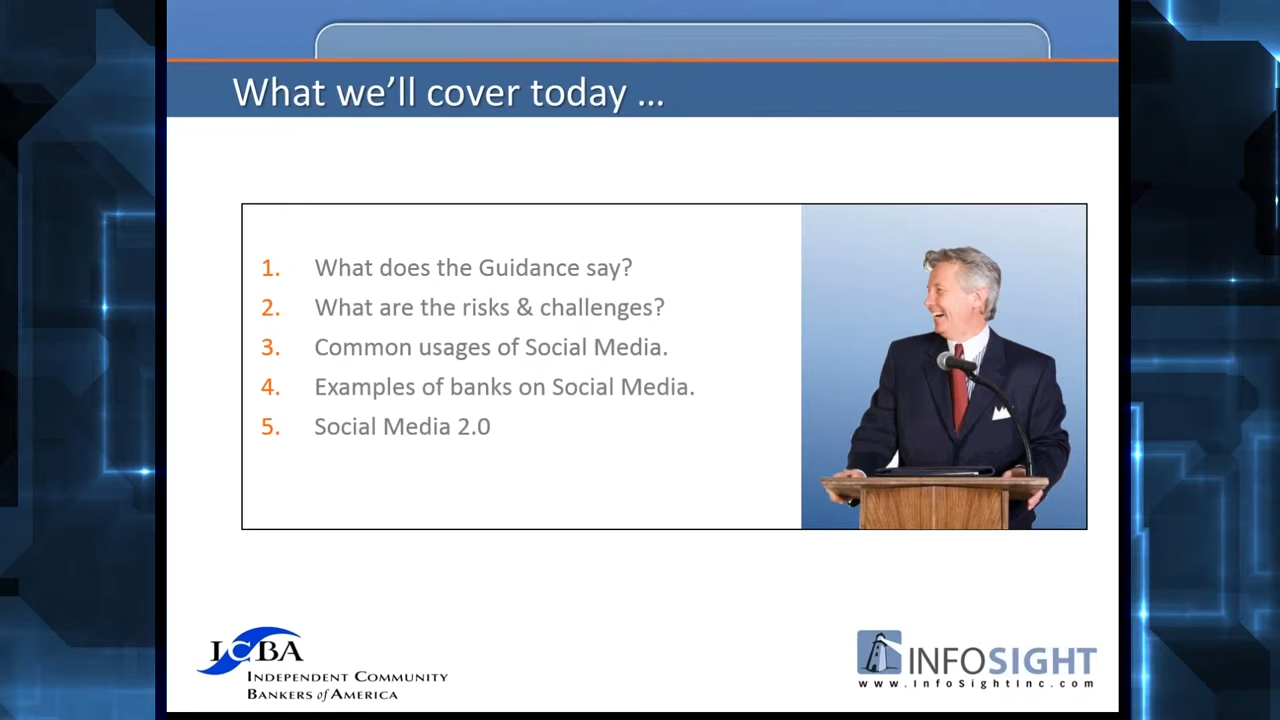 What we'll cover today ...
1. What does the Guidance say?
2. What are the risks & challenges?
3. Common usages of Social Media.
4. Examples of banks on Social Media.
5. Social Media 2.0
ICBA
INDEPENDENT COMMUNITY
BANKERS of AMERICA
INFOSIGHT
www.InfoSightInc.com